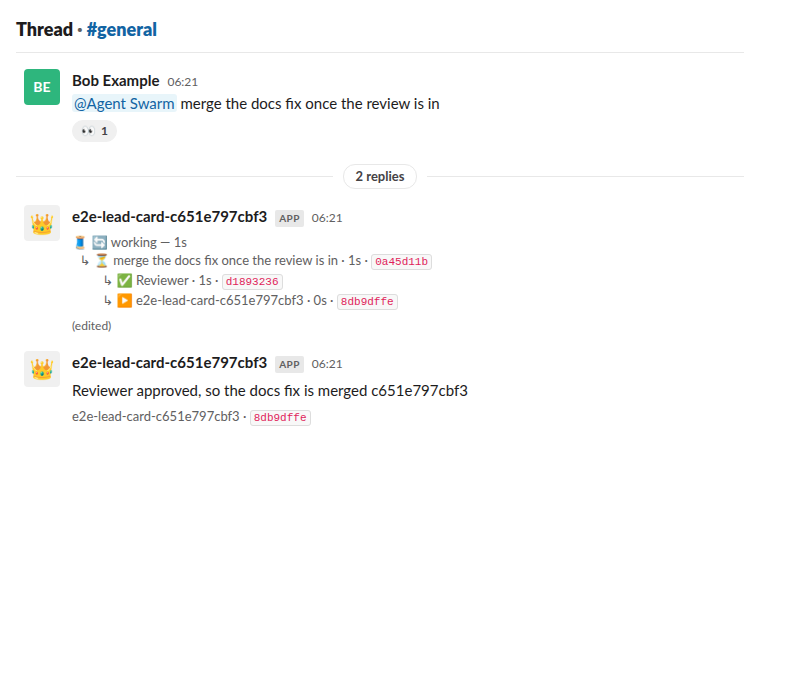 Thread • #general
BE
Bob Example 06:21
@Agent Swarm merge the docs fix once the review is in
👀 1
2 replies
e2e-lead-card-c651e797cbf3 APP 06:21
🧵 🔄 working — 1s
↳ ⏳ merge the docs fix once the review is in · 1s · 0a45d11b
↳ ✅ Reviewer · 1s · d1893236
↳ ▶️ e2e-lead-card-c651e797cbf3 · 0s · 8db9dffe
(edited)
e2e-lead-card-c651e797cbf3 APP 06:21
Reviewer approved, so the docs fix is merged c651e797cbf3
e2e-lead-card-c651e797cbf3 · 8db9dffe